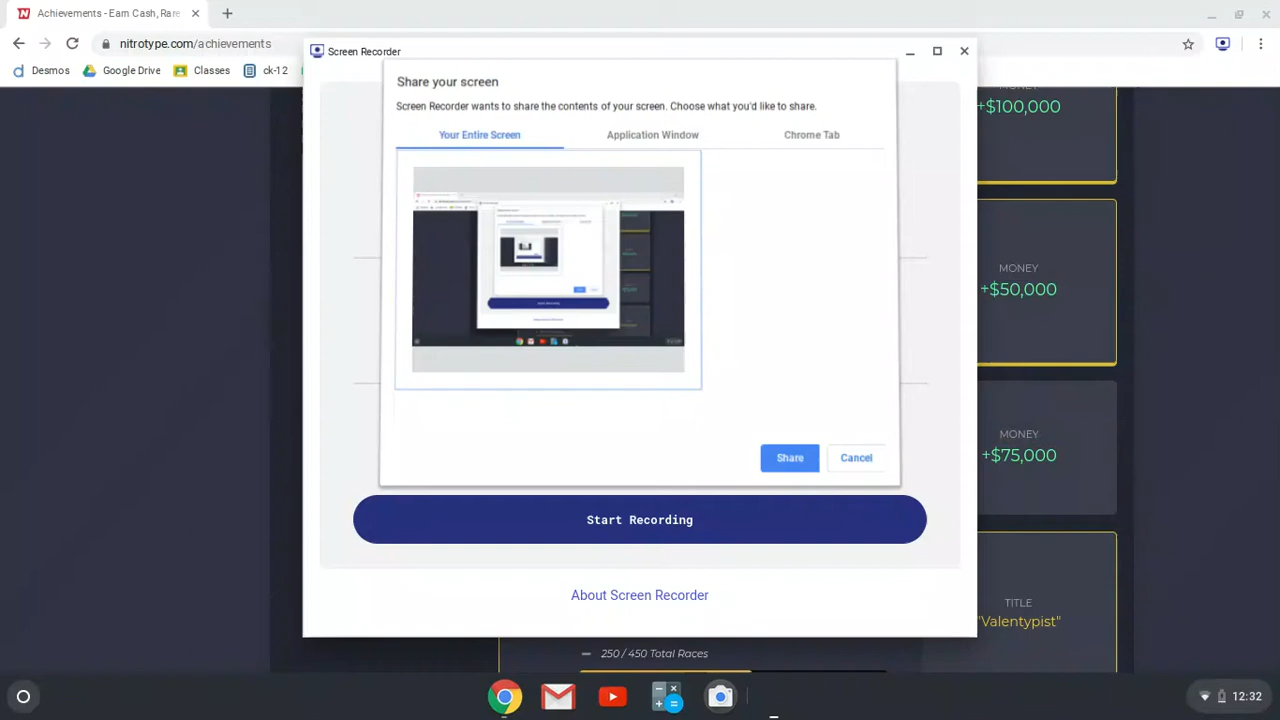 Achievements - Earn Cash, Rare
nitrotype.com/achievements
Desmos
Google Drive
Classes
ck-12
Screen Recorder
Share your screen
Screen Recorder wants to share the contents of your screen. Choose what you'd like to share.
Your Entire Screen
Application Window
Chrome Tab
Share
Cancel
Start Recording
About Screen Recorder
+$100,000
MONEY
+$50,000
MONEY
+$75,000
TITLE
"Valentypist"
250 / 450 Total Races
12:32